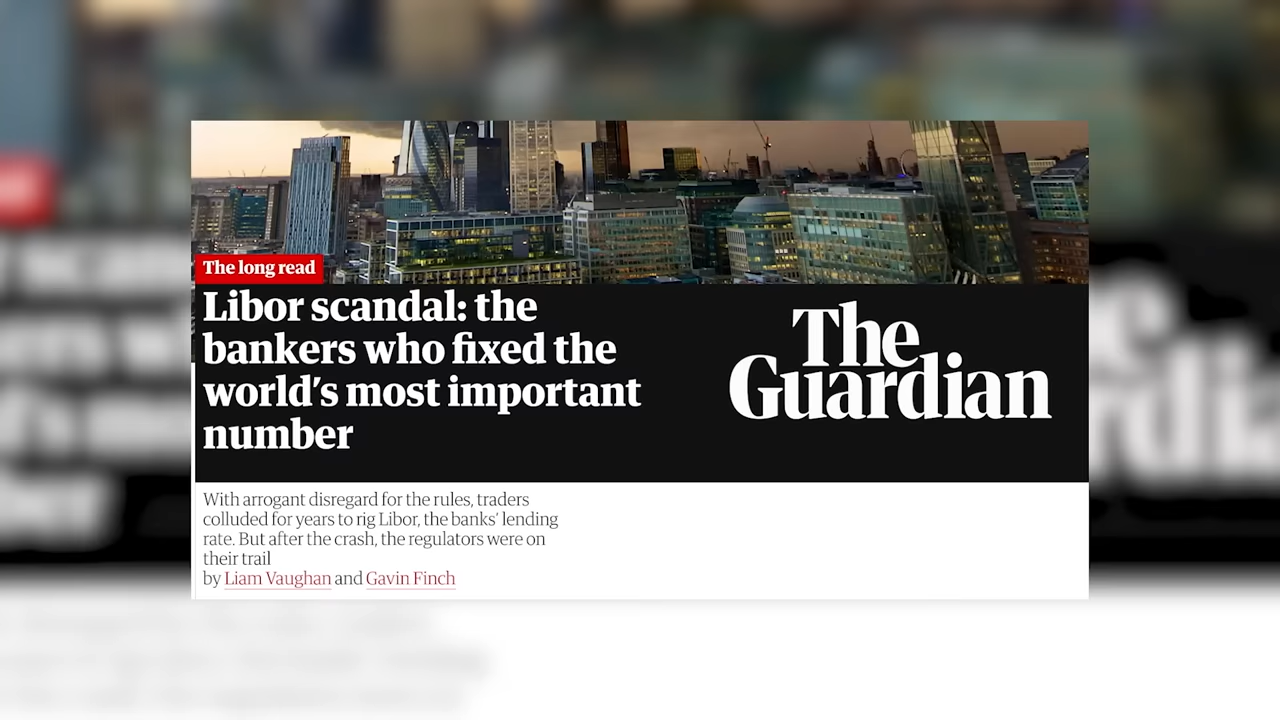 The long read
Libor scandal: the
bankers who fixed the
world's most important
number
The
Guardian
With arrogant disregard for the rules, traders
colluded for years to rig Libor, the banks' lending
rate. But after the crash, the regulators were on
their trail
by Liam Vaughan and Gavin Finch